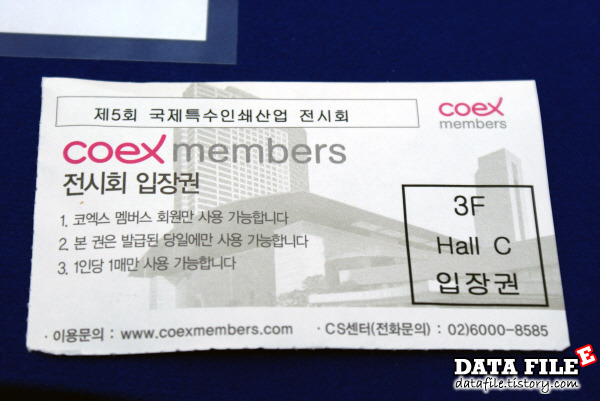 제5회 국제특수인쇄산업 전시회
coex
members
coex members
전시회 입장권
1. 코엑스 멤버스 회원만 사용 가능합니다
2. 본 권은 발급된 당일에만 사용 가능합니다
3. 1인당 1매만 사용 가능합니다
3F
Hall C
입장권
· 이용문의 : www.coexmembers.com · CS센터(전화문의) : 02)6000-8585
DATA FILE E
datafile.tistory.com